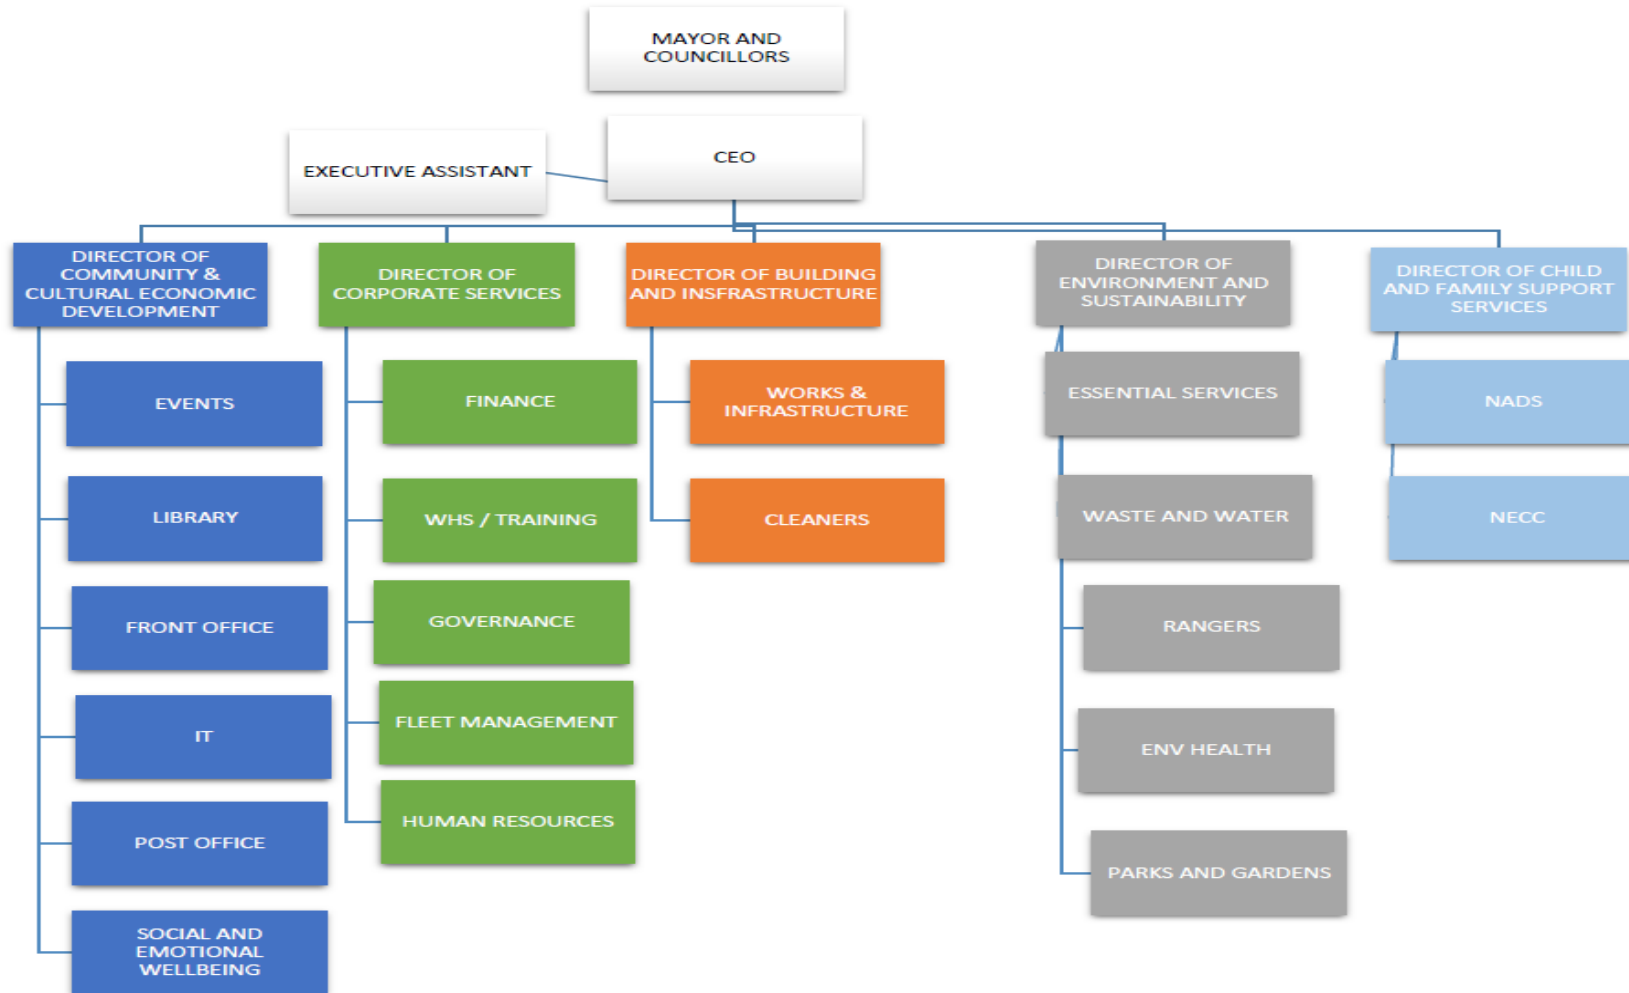 MAYOR AND
COUNCILLORS
EXECUTIVE ASSISTANT
CEO
DIRECTOR OF
COMMUNITY &
CULTURAL ECONOMIC
DEVELOPMENT
DIRECTOR OF
CORPORATE SERVICES
DIRECTOR OF BUILDING
AND INSFRASTRUCTURE
DIRECTOR OF
ENVIRONMENT AND
SUSTAINABILITY
DIRECTOR OF CHILD
AND FAMILY SUPPORT
SERVICES
EVENTS
LIBRARY
FRONT OFFICE
IT
POST OFFICE
SOCIAL AND
EMOTIONAL
WELLBEING
FINANCE
WHS / TRAINING
GOVERNANCE
FLEET MANAGEMENT
HUMAN RESOURCES
WORKS &
INFRASTRUCTURE
CLEANERS
ESSENTIAL SERVICES
WASTE AND WATER
RANGERS
ENV HEALTH
PARKS AND GARDENS
NADS
NECC